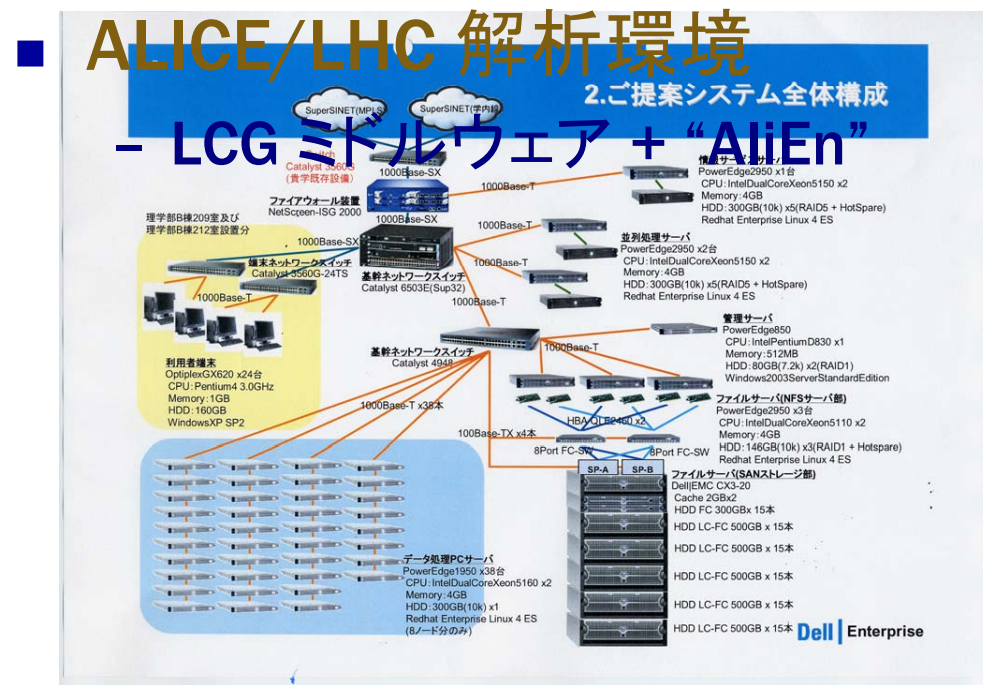 ■ ALICE/LHC 解析環境
2.ご提案システム全体構成
– LCG ミドルウェア + “AliEn”
SuperSINET(MPLS)
SuperSINET(学内線)
Switch
Catalyst 3560G
(貴学既存設備)
1000Base-SX
ファイアウォール装置
NetScreen-ISG 2000
1000Base-SX
1000Base-T
情報サービスサーバ
PowerEdge2950 x1台
CPU:IntelDualCoreXeon5150 x2
Memory:4GB
HDD:300GB(10k) x5(RAID5 + HotSpare)
Redhat Enterprise Linux 4 ES
理学部B棟209室及び
理学部B棟212室設置分
1000Base-SX
端末ネットワークスイッチ
Catalyst-3560G-24TS
1000Base-T
基幹ネットワークスイッチ
Catalyst 6503E(Sup32)
1000Base-T
1000Base-T
1000Base-T
並列処理サーバ
PowerEdge2950 x2台
CPU:IntelDualCoreXeon5150 x2
Memory:4GB
HDD:300GB(10k) x5(RAID5 + HotSpare)
Redhat Enterprise Linux 4 ES
利用者端末
OptiplexGX620 x24台
CPU:Pentium4 3.0GHz
Memory:1GB
HDD:160GB
WindowsXP SP2
基幹ネットワークスイッチ
Catalyst 4948
1000Base-T
管理サーバ
PowerEdge850
CPU:IntelPentiumD830 x1
Memory:512MB
HDD:80GB(7.2k) x2(RAID1)
Windows2003ServerStandardEdition
1000Base-T x38本
HBA QLE2460 x2
100Base-TX x4本
8Port FC-SW
8Port FC-SW
ファイルサーバ(NFSサーバ部)
PowerEdge2950 x3台
CPU:IntelDualCoreXeon5110 x2
Memory:4GB
HDD:146GB(10k) x3(RAID1 + Hotspare)
Redhat Enterprise Linux 4 ES
SP-A
SP-B
ファイルサーバ(SANストレージ部)
Dell|EMC CX3-20
Cache 2GBx2
HDD FC 300GBx 15本
HDD LC-FC 500GB x 15本
HDD LC-FC 500GB x 15本
HDD LC-FC 500GB x 15本
HDD LC-FC 500GB x 15本
HDD LC-FC 500GB x 15本
データ処理PCサーバ
PowerEdge1950 x38台
CPU:IntelDualCoreXeon5160 x2
Memory:4GB
HDD:300GB(10k) x1
Redhat Enterprise Linux 4 ES
(8ノード分のみ)
Dell | Enterprise